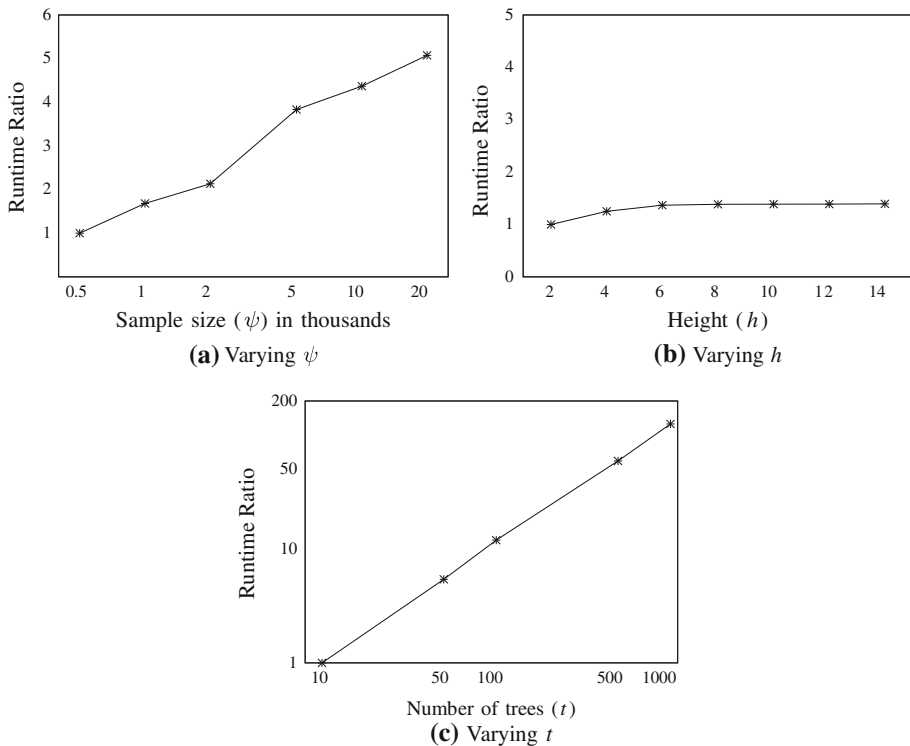 6
5
4
3
2
1
Runtime Ratio
0.5 1 2 5 10 20
Sample size (ψ) in thousands
(a) Varying ψ
5
4
3
2
1
0
Runtime Ratio
2 4 6 8 10 12 14
Height (h)
(b) Varying h
200
50
10
1
Runtime Ratio
10 50 100 500 1000
Number of trees (t)
(c) Varying t